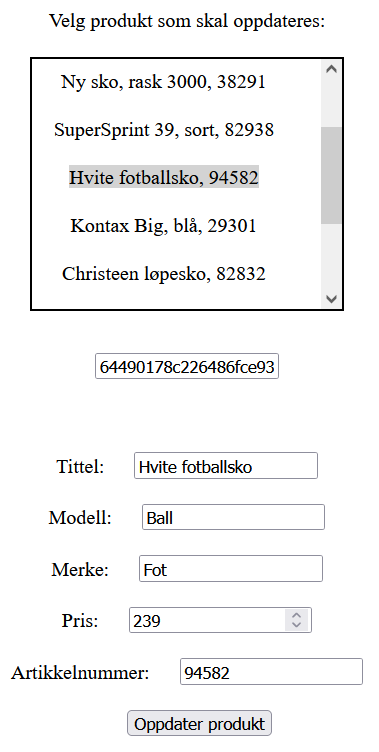 Velg produkt som skal oppdateres:
Ny sko, rask 3000, 38291
SuperSprint 39, sort, 82938
Hvite fotballsko, 94582
Kontax Big, blå, 29301
Christeen løpesko, 82832
64490178c226486fce93
Tittel: Hvite fotballsko
Modell: Ball
Merke: Fot
Pris: 239
Artikkelnummer: 94582
Oppdater produkt